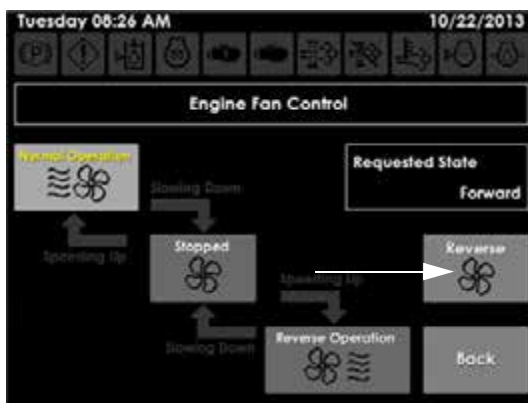 Tuesday 08:26 AM 10/22/2013
(P)
Engine Fan Control
Normal Operation
Requested State
Forward
Slowing Down
Speeding Up
Stopped
Reverse
Speeding Up
Slowing Down
Reverse Operation
Back